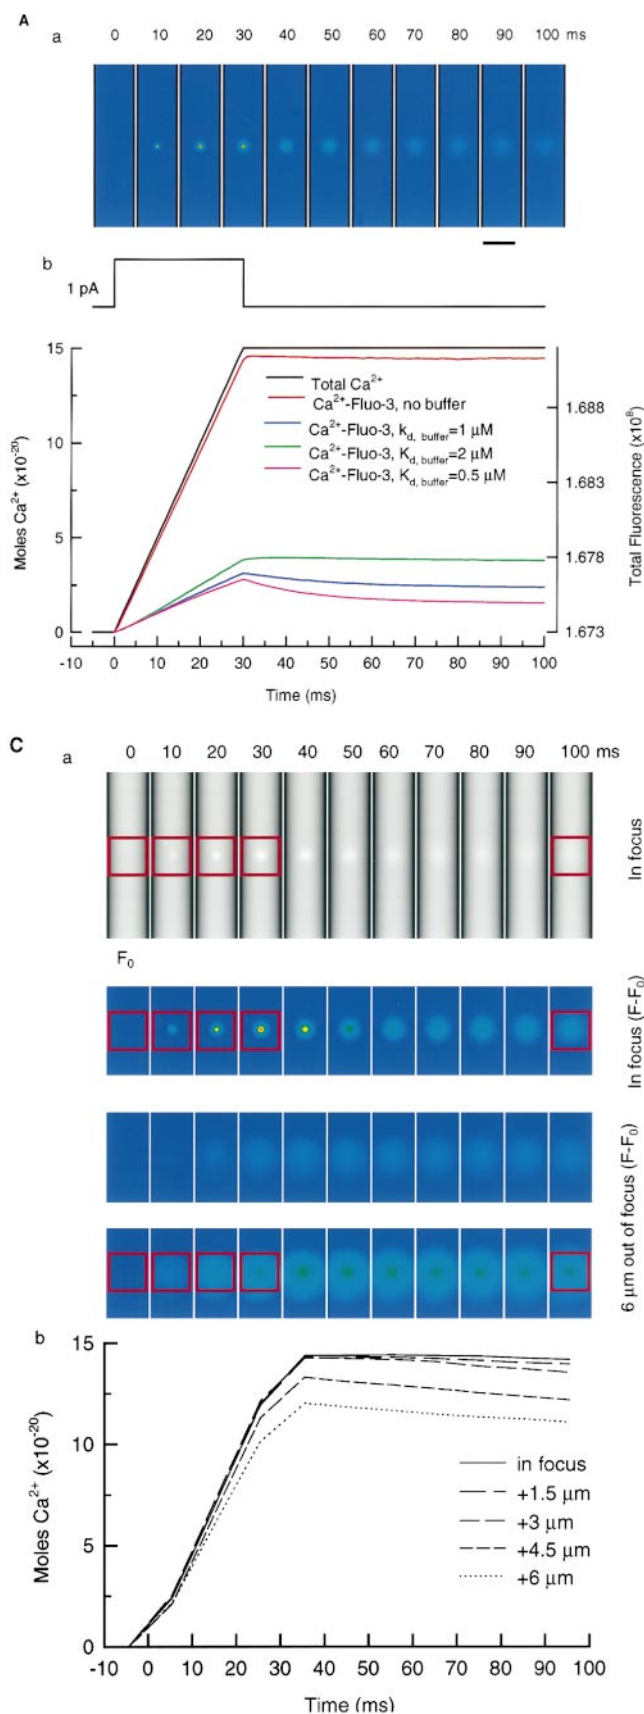 A
a
0 10 20 30 40 50 60 70 80 90 100 ms
b
1 pA
15
10
5
0
Moles Ca²⁺ (x10⁻²⁰)
Total Ca²⁺
Ca²⁺-Fluo-3, no buffer
Ca²⁺-Fluo-3, k_d, buffer=1 µM
Ca²⁺-Fluo-3, K_d, buffer=2 µM
Ca²⁺-Fluo-3, K_d, buffer=0.5 µM
1.688
1.683
1.678
1.673
Total Fluorescence (x10⁸)
-10 0 10 20 30 40 50 60 70 80 90 100
Time (ms)
C
a
0 10 20 30 40 50 60 70 80 90 100 ms
In focus
F₀
In focus (F-F₀)
6 µm out of focus (F-F₀)
b
15
10
5
0
Moles Ca²⁺ (x10⁻²⁰)
in focus
+1.5 µm
+3 µm
+4.5 µm
+6 µm
-10 0 10 20 30 40 50 60 70 80 90 100
Time (ms)